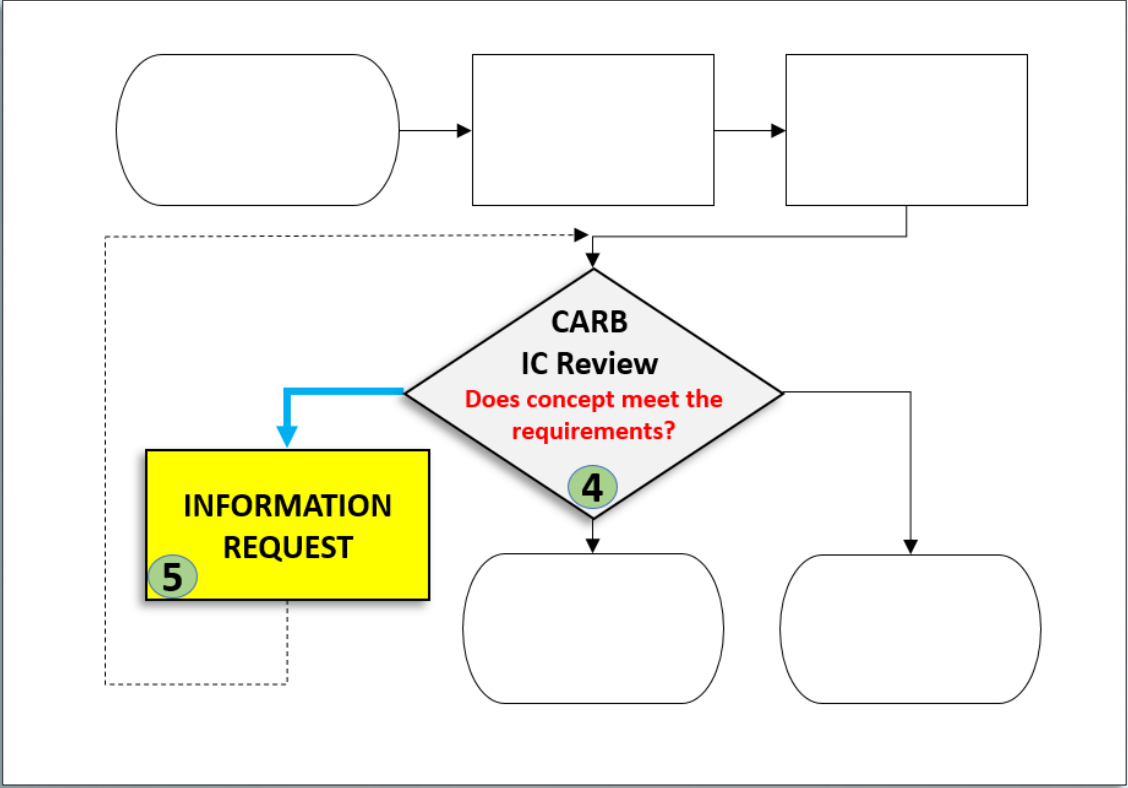 CARB
IC Review
Does concept meet the
requirements?
4
INFORMATION
REQUEST
5